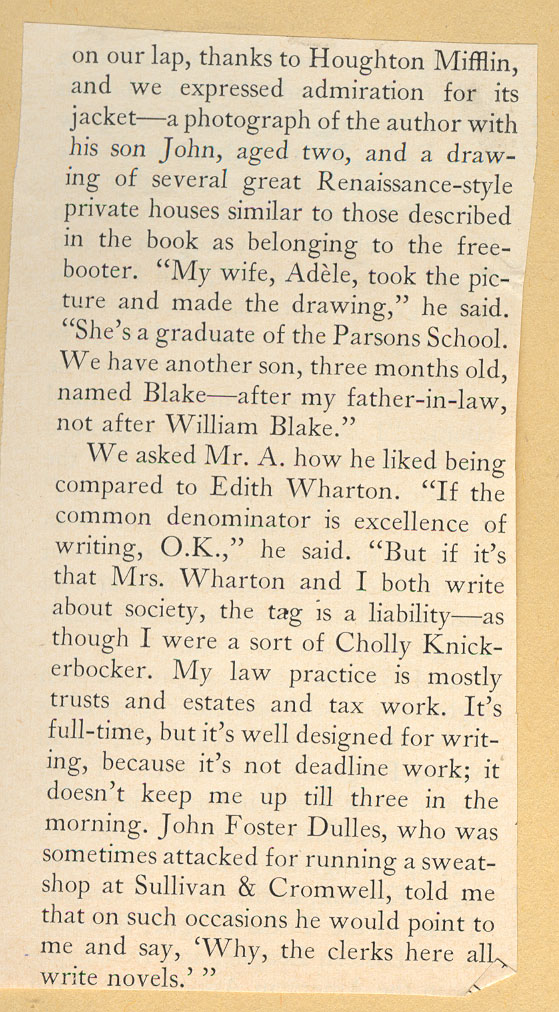 on our lap, thanks to Houghton Mifflin,
and we expressed admiration for its
jacket—a photograph of the author with
his son John, aged two, and a draw-
ing of several great Renaissance-style
private houses similar to those described
in the book as belonging to the free-
booter. “My wife, Adèle, took the pic-
ture and made the drawing,” he said.
“She’s a graduate of the Parsons School.
We have another son, three months old,
named Blake—after my father-in-law,
not after William Blake.”
We asked Mr. A. how he liked being
compared to Edith Wharton. “If the
common denominator is excellence of
writing, O.K.,” he said. “But if it’s
that Mrs. Wharton and I both write
about society, the tag is a liability—as
though I were a sort of Cholly Knick-
erbocker. My law practice is mostly
trusts and estates and tax work. It’s
full-time, but it’s well designed for writ-
ing, because it’s not deadline work; it
doesn’t keep me up till three in the
morning. John Foster Dulles, who was
sometimes attacked for running a sweat-
shop at Sullivan & Cromwell, told me
that on such occasions he would point to
me and say, ‘Why, the clerks here all
write novels.’ ”